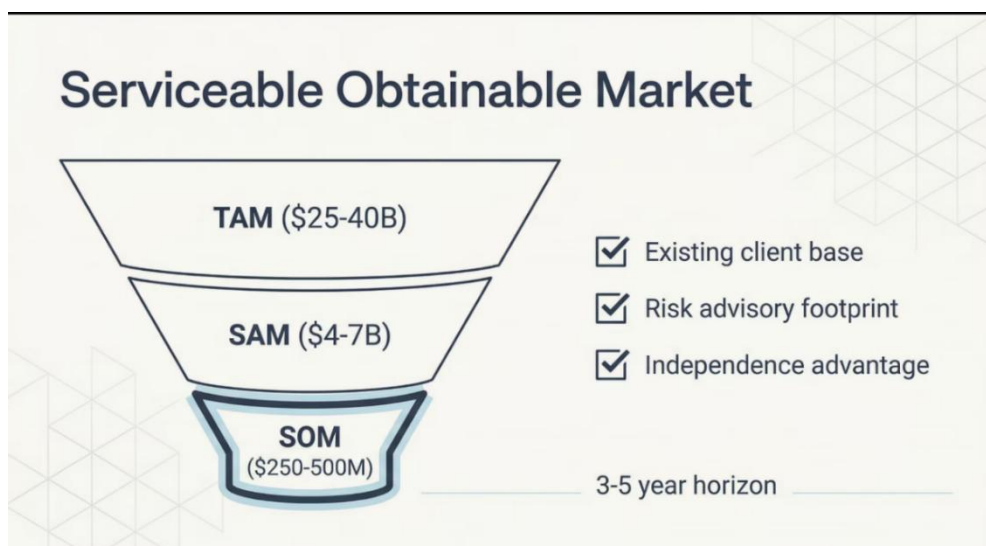 Serviceable Obtainable Market
TAM ($25-40B)
SAM ($4-7B)
SOM
($250-500M)
Existing client base
Risk advisory footprint
Independence advantage
3-5 year horizon